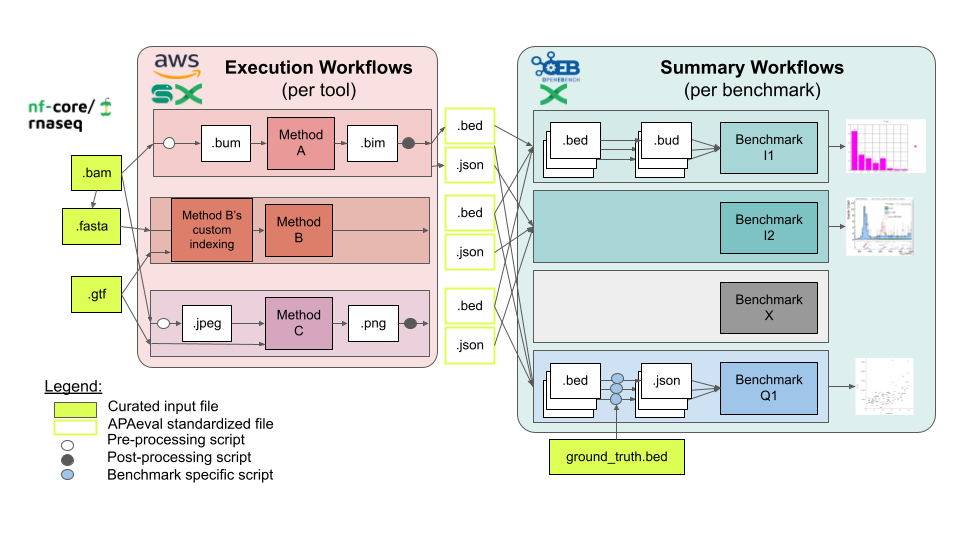 aws
Execution Workflows
(per tool)
nf-core/
rnaseq
.bam
.fasta
.gtf
.bum
Method
A
.bim
Method B's
custom
indexing
Method
B
.jpeg
Method
C
.png
.bed
.json
.bed
.json
.bed
.json
OEB
OPENEBENCH
Summary Workflows
(per benchmark)
.bed
.bud
Benchmark
I1
Benchmark
I2
Benchmark
X
.bed
.json
Benchmark
Q1
ground_truth.bed
Legend:
Curated input file
APAeval standardized file
Pre-processing script
Post-processing script
Benchmark specific script